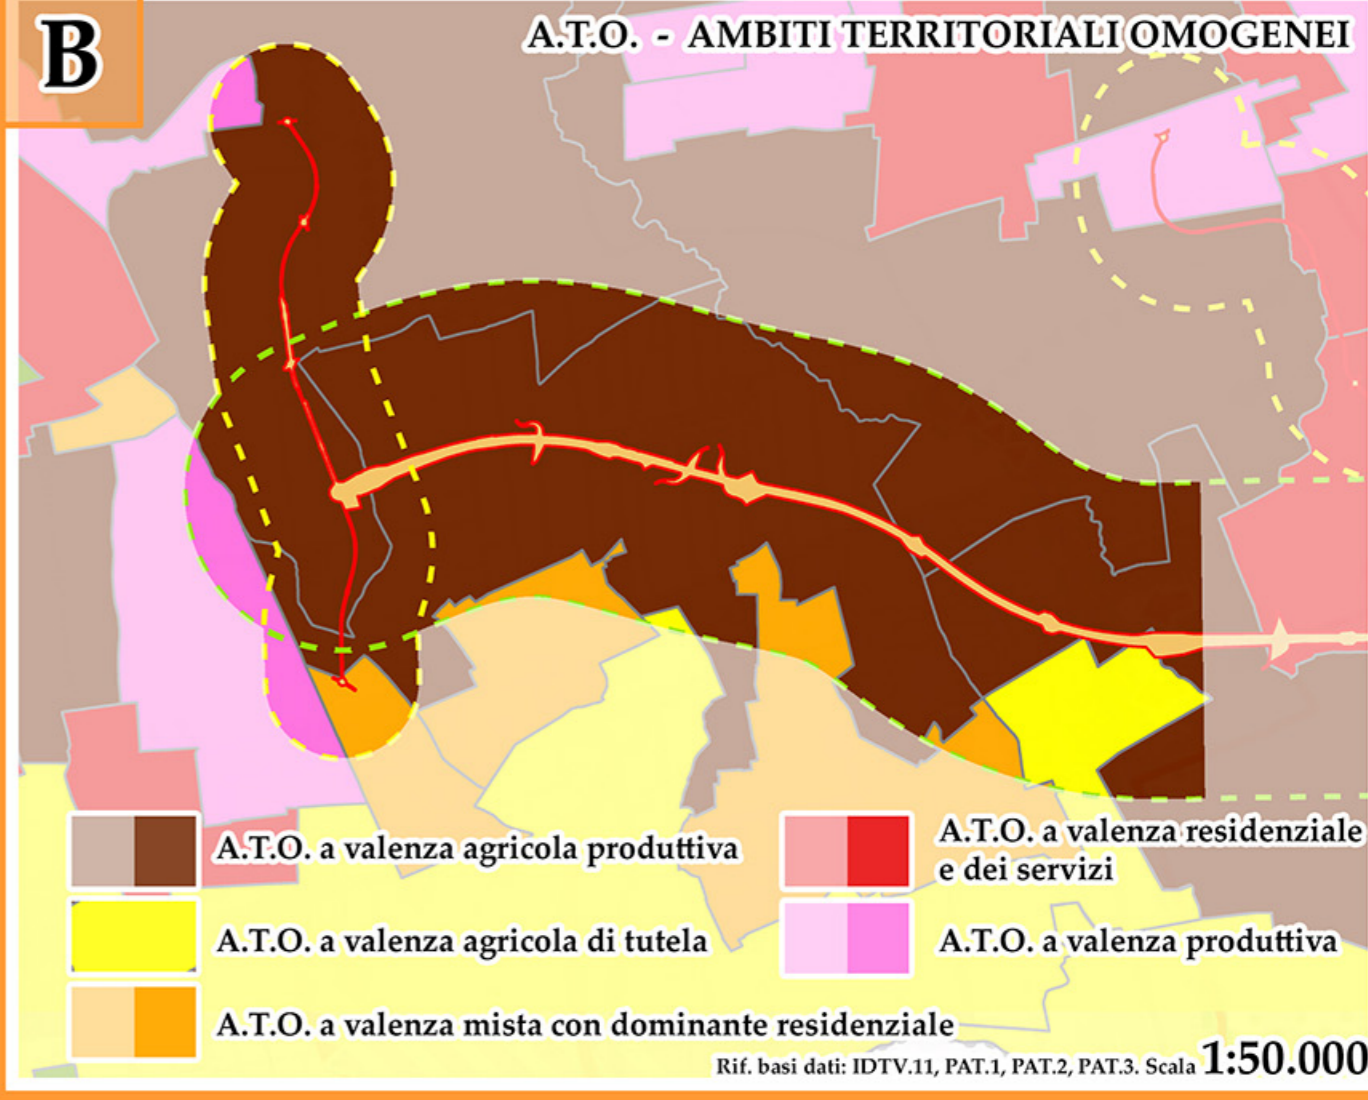 B
A.T.O. - AMBITI TERRITORIALI OMOGENEI
A.T.O. a valenza agricola produttiva
A.T.O. a valenza agricola di tutela
A.T.O. a valenza mista con dominante residenziale
A.T.O. a valenza residenziale
e dei servizi
A.T.O. a valenza produttiva
Rif. basi dati: IDTV.11, PAT.1, PAT.2, PAT.3. Scala 1:50.000